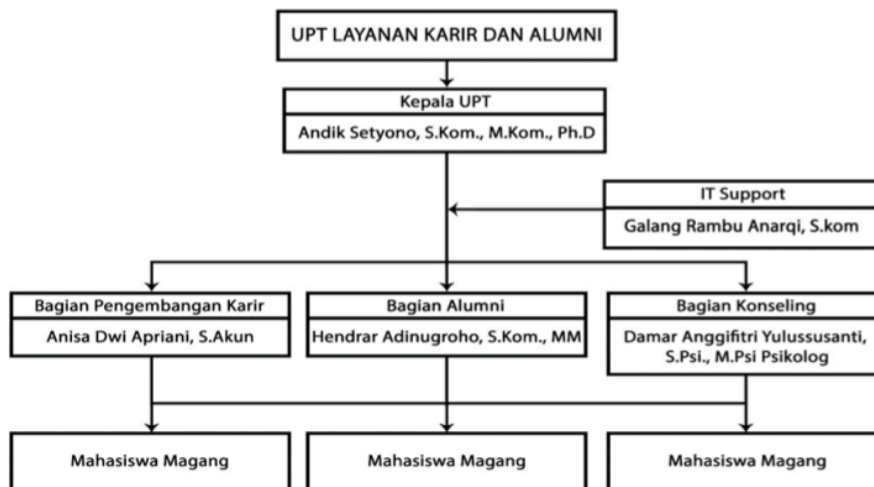 UPT LAYANAN KARIR DAN ALUMNI
Kepala UPT
Andik Setyono, S.Kom., M.Kom., Ph.D
IT Support
Galang Rambu Anarqi, S.kom
Bagian Pengembangan Karir
Anisa Dwi Apriani, S.Akun
Bagian Alumni
Hendrar Adinugroho, S.Kom., MM
Bagian Konseling
Damar Anggifitri Yulussusanti,
S.Psi., M.Psi Psikolog
Mahasiswa Magang
Mahasiswa Magang
Mahasiswa Magang